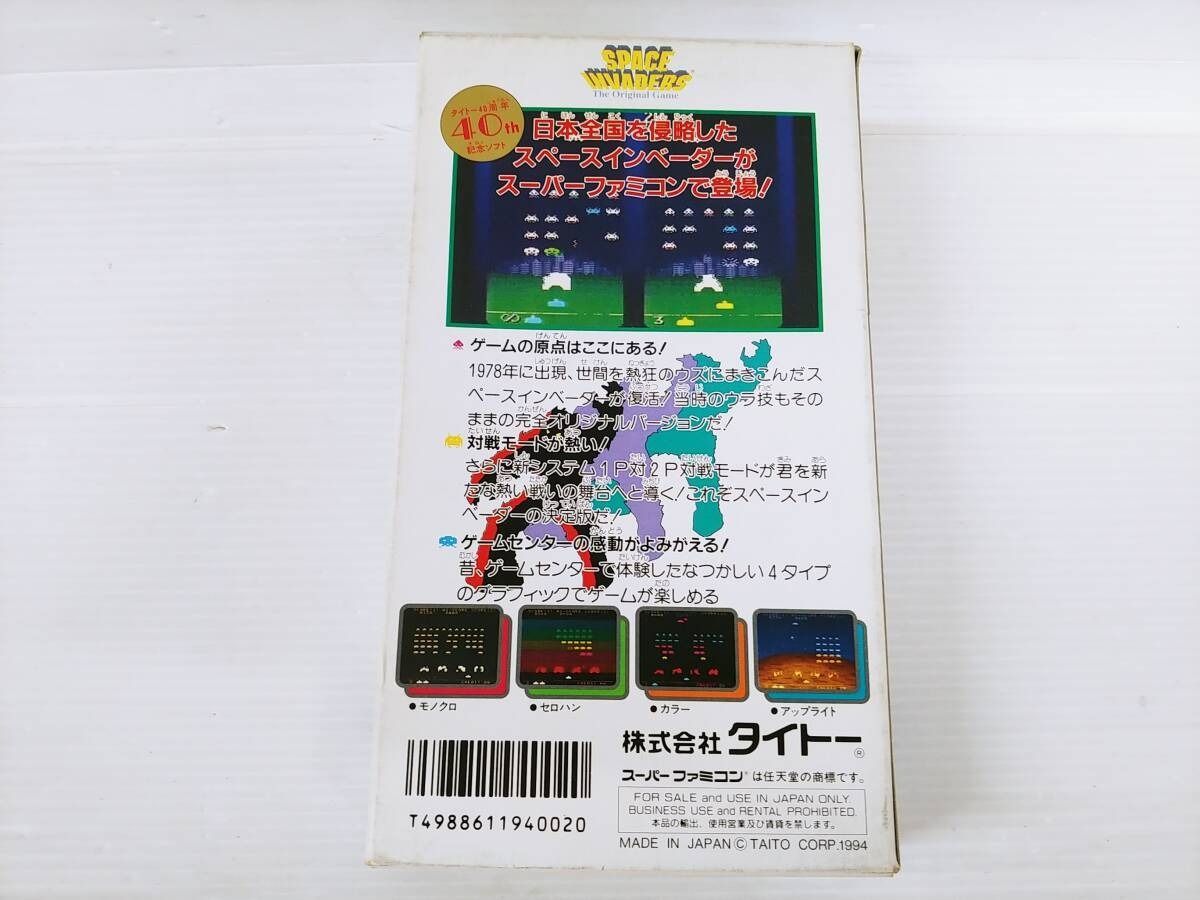 SPACE
INVADERS
The Original Game
タイトー40周年
40th
記念ソフト
日本全国を侵略した
スペースインベーダーが
スーパーファミコンで登場!
3
ゲームの原点はここにある!
1978年に出現、世間を熱狂のウズにまきこんだス
ペースインベーダーが復活!当時のウラ技もその
ままの完全オリジナルバージョンだ!
対戦モードが熱い!
さらに新システム1P対2P対戦モードが君を新
たな熱い戦いの舞台へと導く!これぞスペースイン
ベーダーの決定版だ!
ゲームセンターの感動がよみがえる!
昔、ゲームセンターで体験したなつかしい4タイプ
のグラフィックでゲームが楽しめる
●モノクロ
●セロハン
●カラー
●アップライト
株式会社 タイトー®
スーパーファミコン®は任天堂の商標です。
FOR SALE and USE IN JAPAN ONLY.
BUSINESS USE and RENTAL PROHIBITED.
本品の輸出、使用営業及び賃貸を禁じます。
T4988611940020
MADE IN JAPAN © TAITO CORP.1994